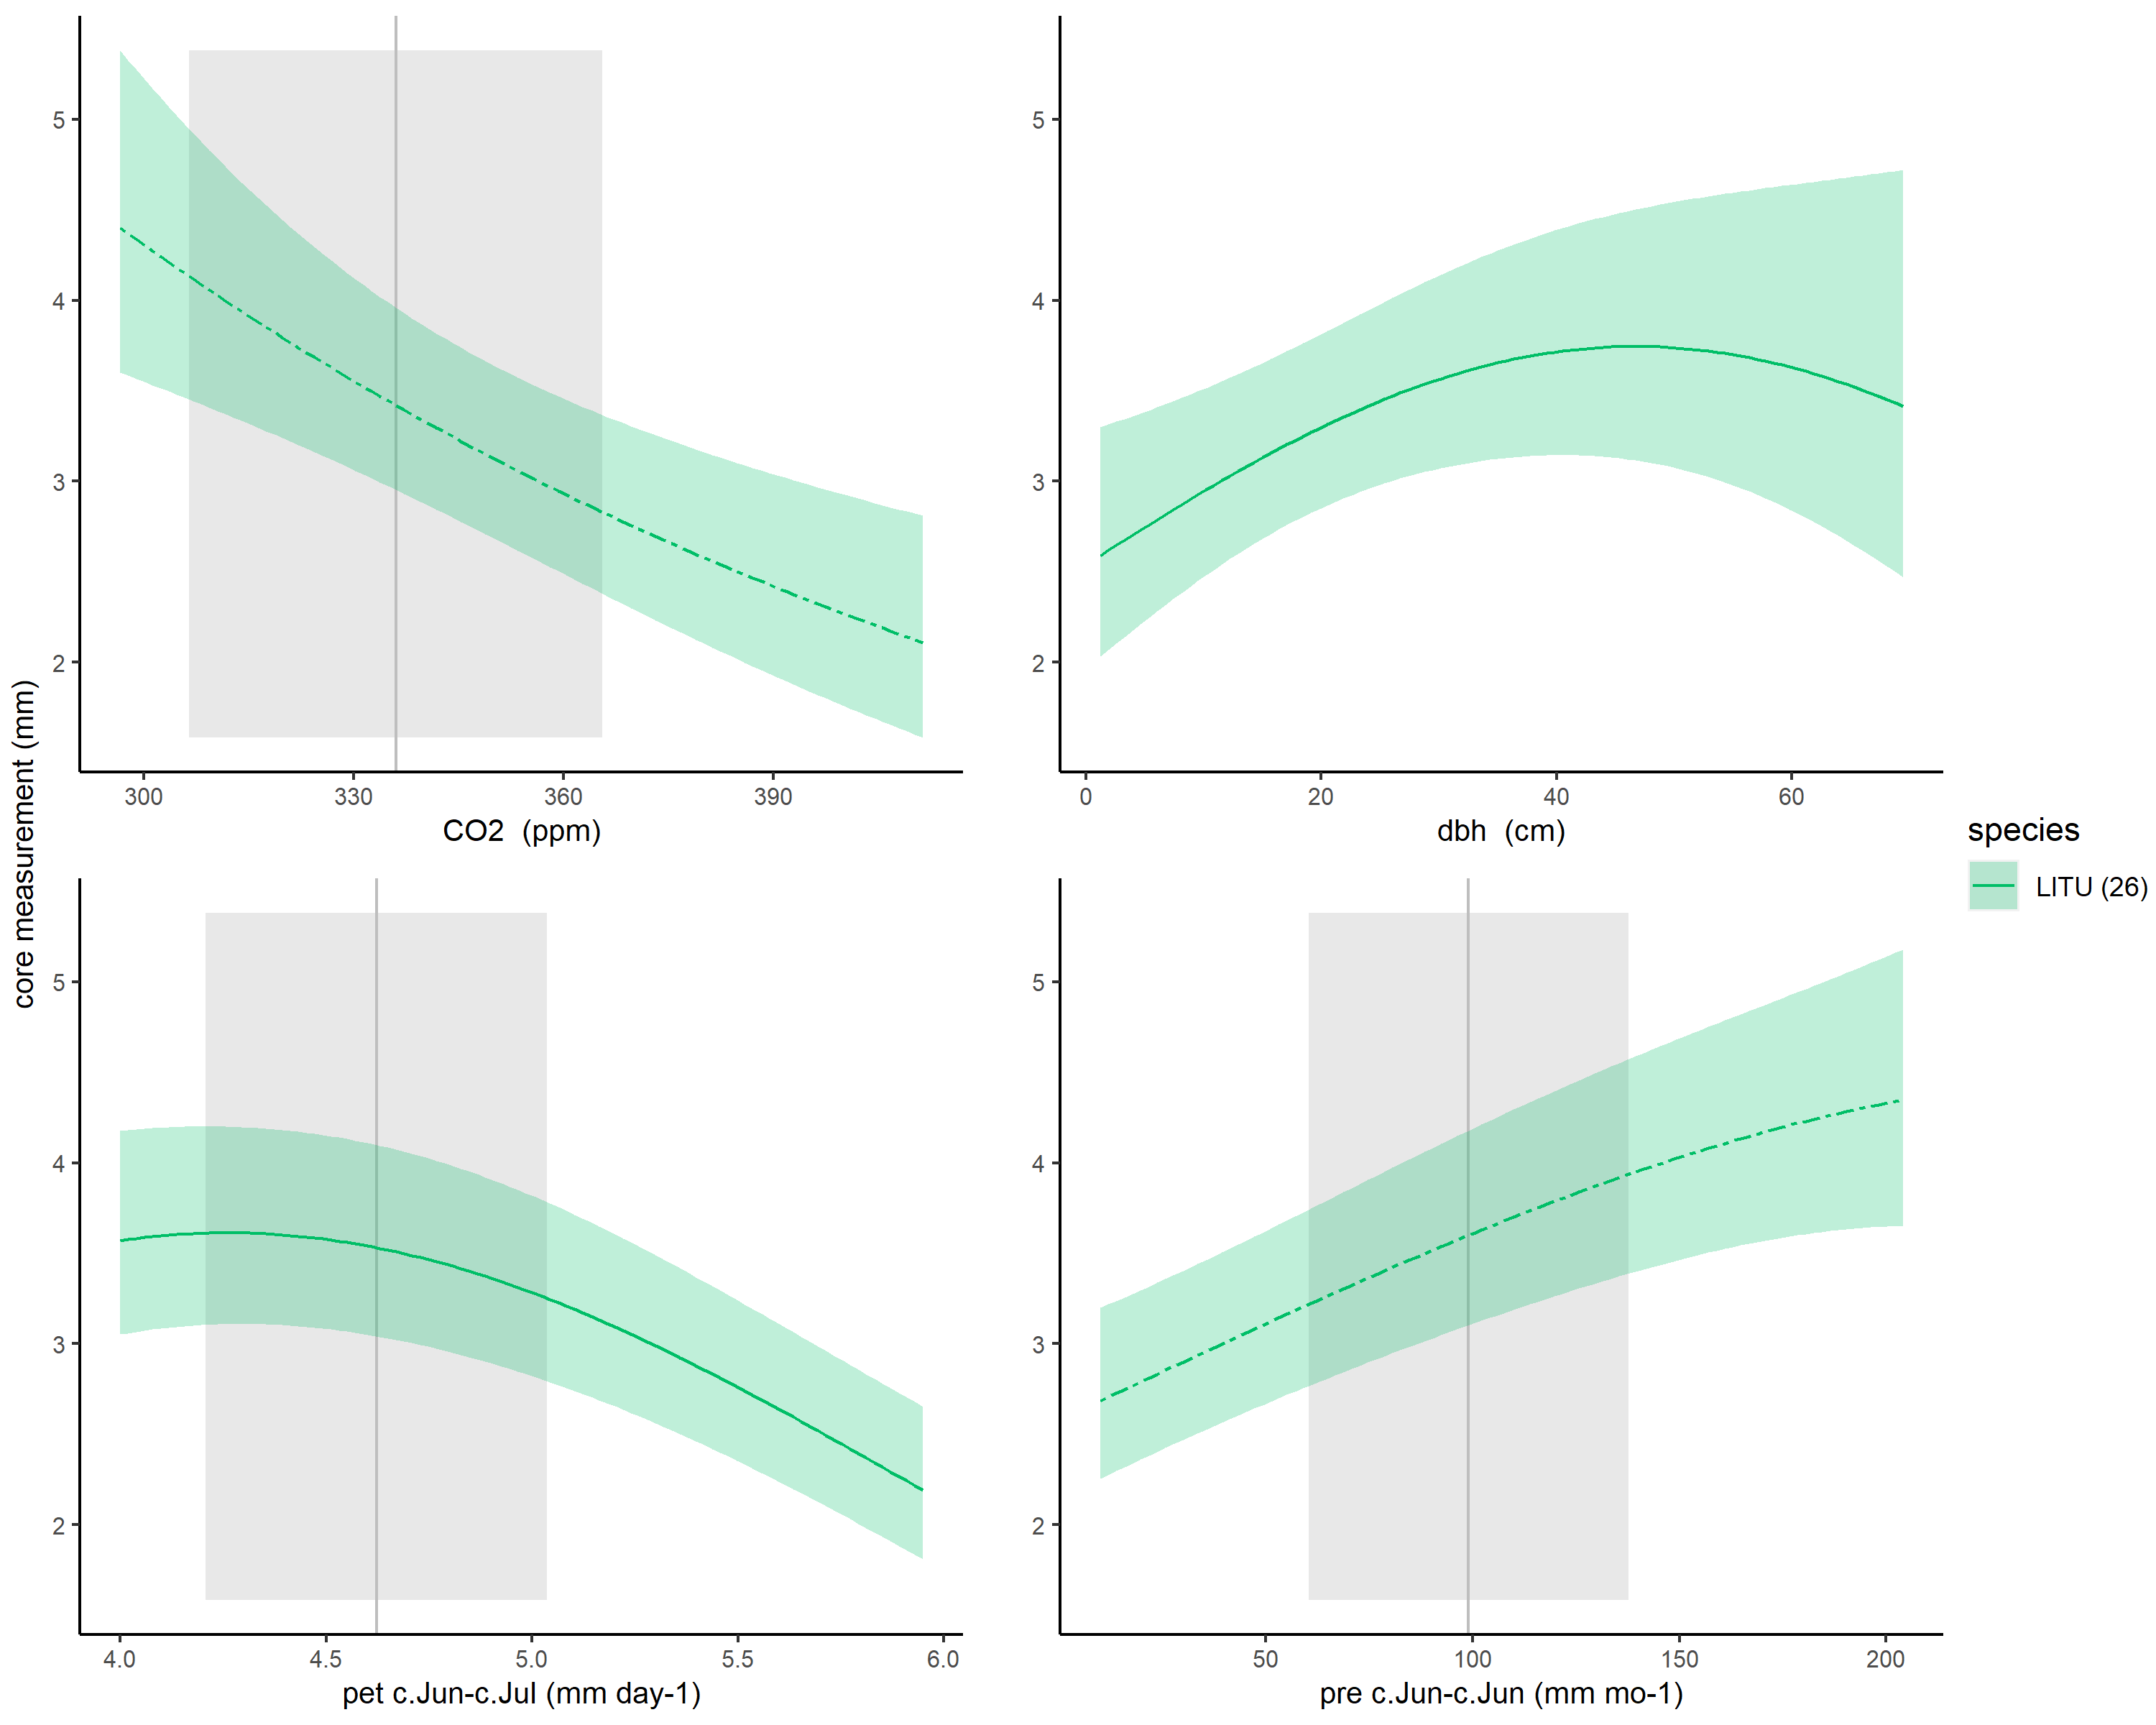 core measurement (mm)
5
4
3
2
300 330 360 390
CO2 (ppm)
5
4
3
2
0 20 40 60
dbh (cm)
5
4
3
2
4.0 4.5 5.0 5.5 6.0
pet c.Jun-c.Jul (mm day-1)
5
4
3
2
50 100 150 200
pre c.Jun-c.Jun (mm mo-1)
species
LITU (26)